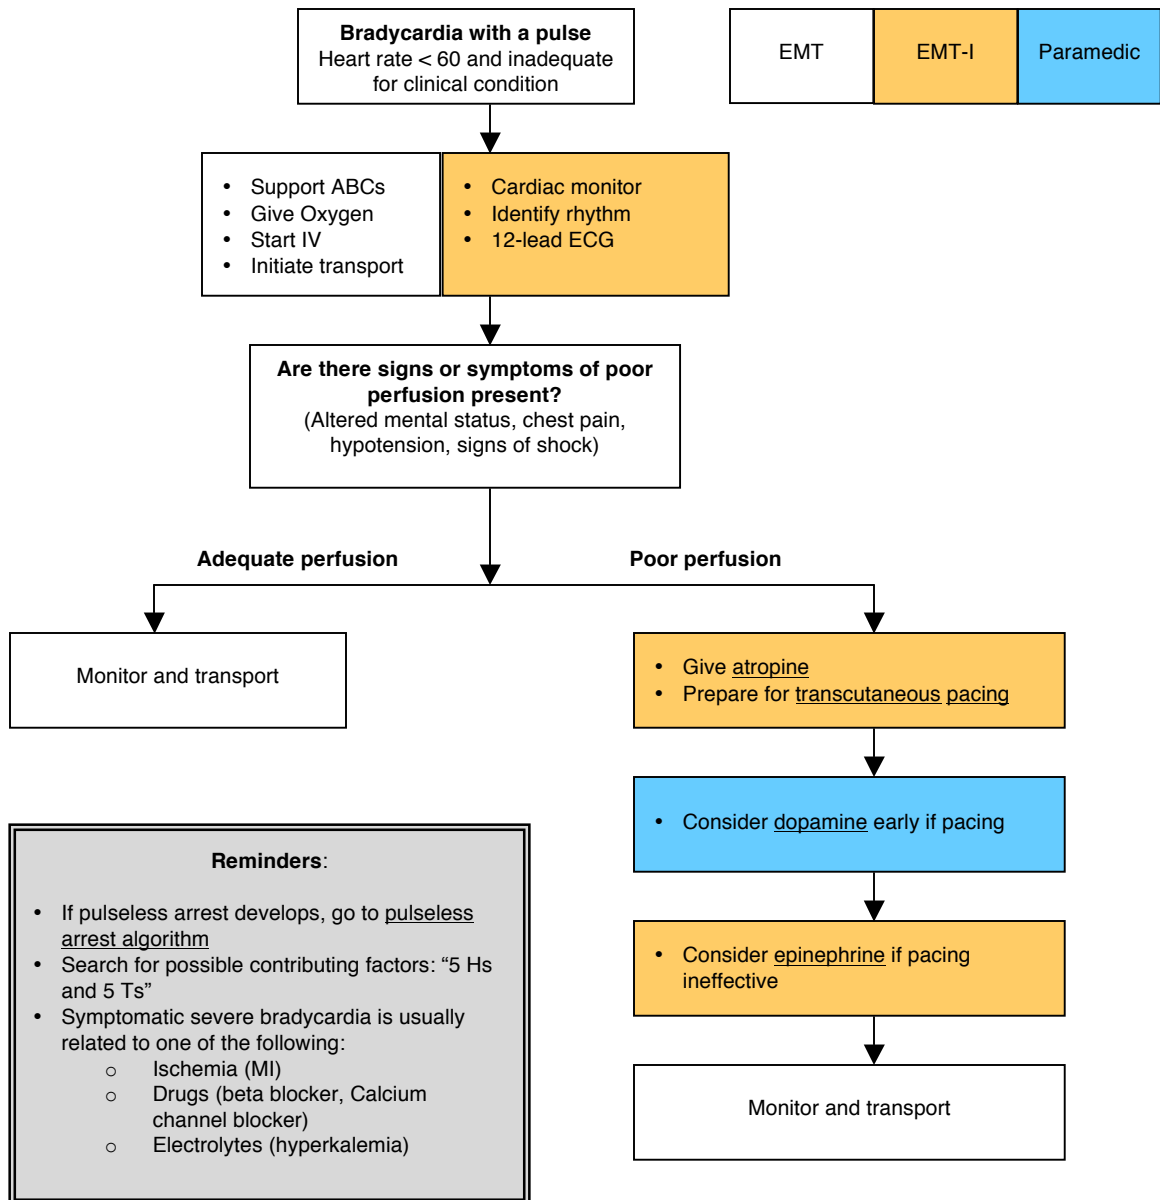 Bradycardia with a pulse
Heart rate < 60 and inadequate
for clinical condition
EMT
EMT-I
Paramedic
• Support ABCs
• Give Oxygen
• Start IV
• Initiate transport
• Cardiac monitor
• Identify rhythm
• 12-lead ECG
Are there signs or symptoms of poor
perfusion present?
(Altered mental status, chest pain,
hypotension, signs of shock)
Adequate perfusion
Poor perfusion
Monitor and transport
• Give atropine
• Prepare for transcutaneous pacing
• Consider dopamine early if pacing
• Consider epinephrine if pacing
ineffective
Monitor and transport
Reminders:
• If pulseless arrest develops, go to pulseless
arrest algorithm
• Search for possible contributing factors: “5 Hs
and 5 Ts”
• Symptomatic severe bradycardia is usually
related to one of the following:
o Ischemia (MI)
o Drugs (beta blocker, Calcium
channel blocker)
o Electrolytes (hyperkalemia)